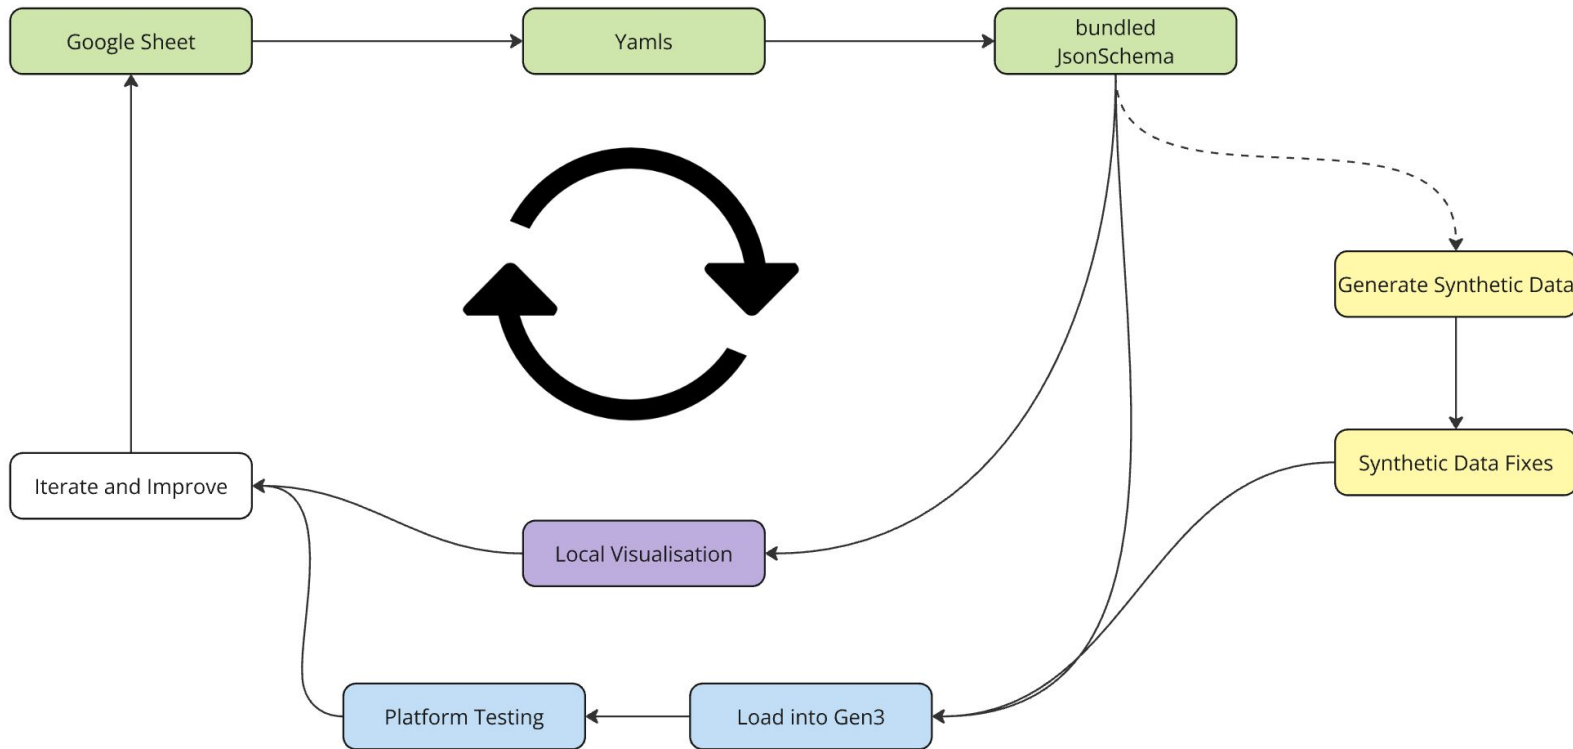 Google Sheet
Yamls
bundled
JsonSchema
Generate Synthetic Data
Synthetic Data Fixes
Iterate and Improve
Local Visualisation
Platform Testing
Load into Gen3